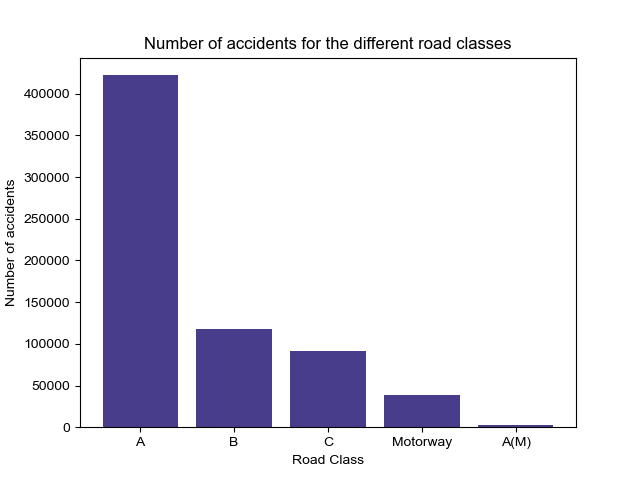 Number of accidents for the different road classes
Number of accidents
400000
350000
300000
250000
200000
150000
100000
50000
0
A B C Motorway A(M)
Road Class